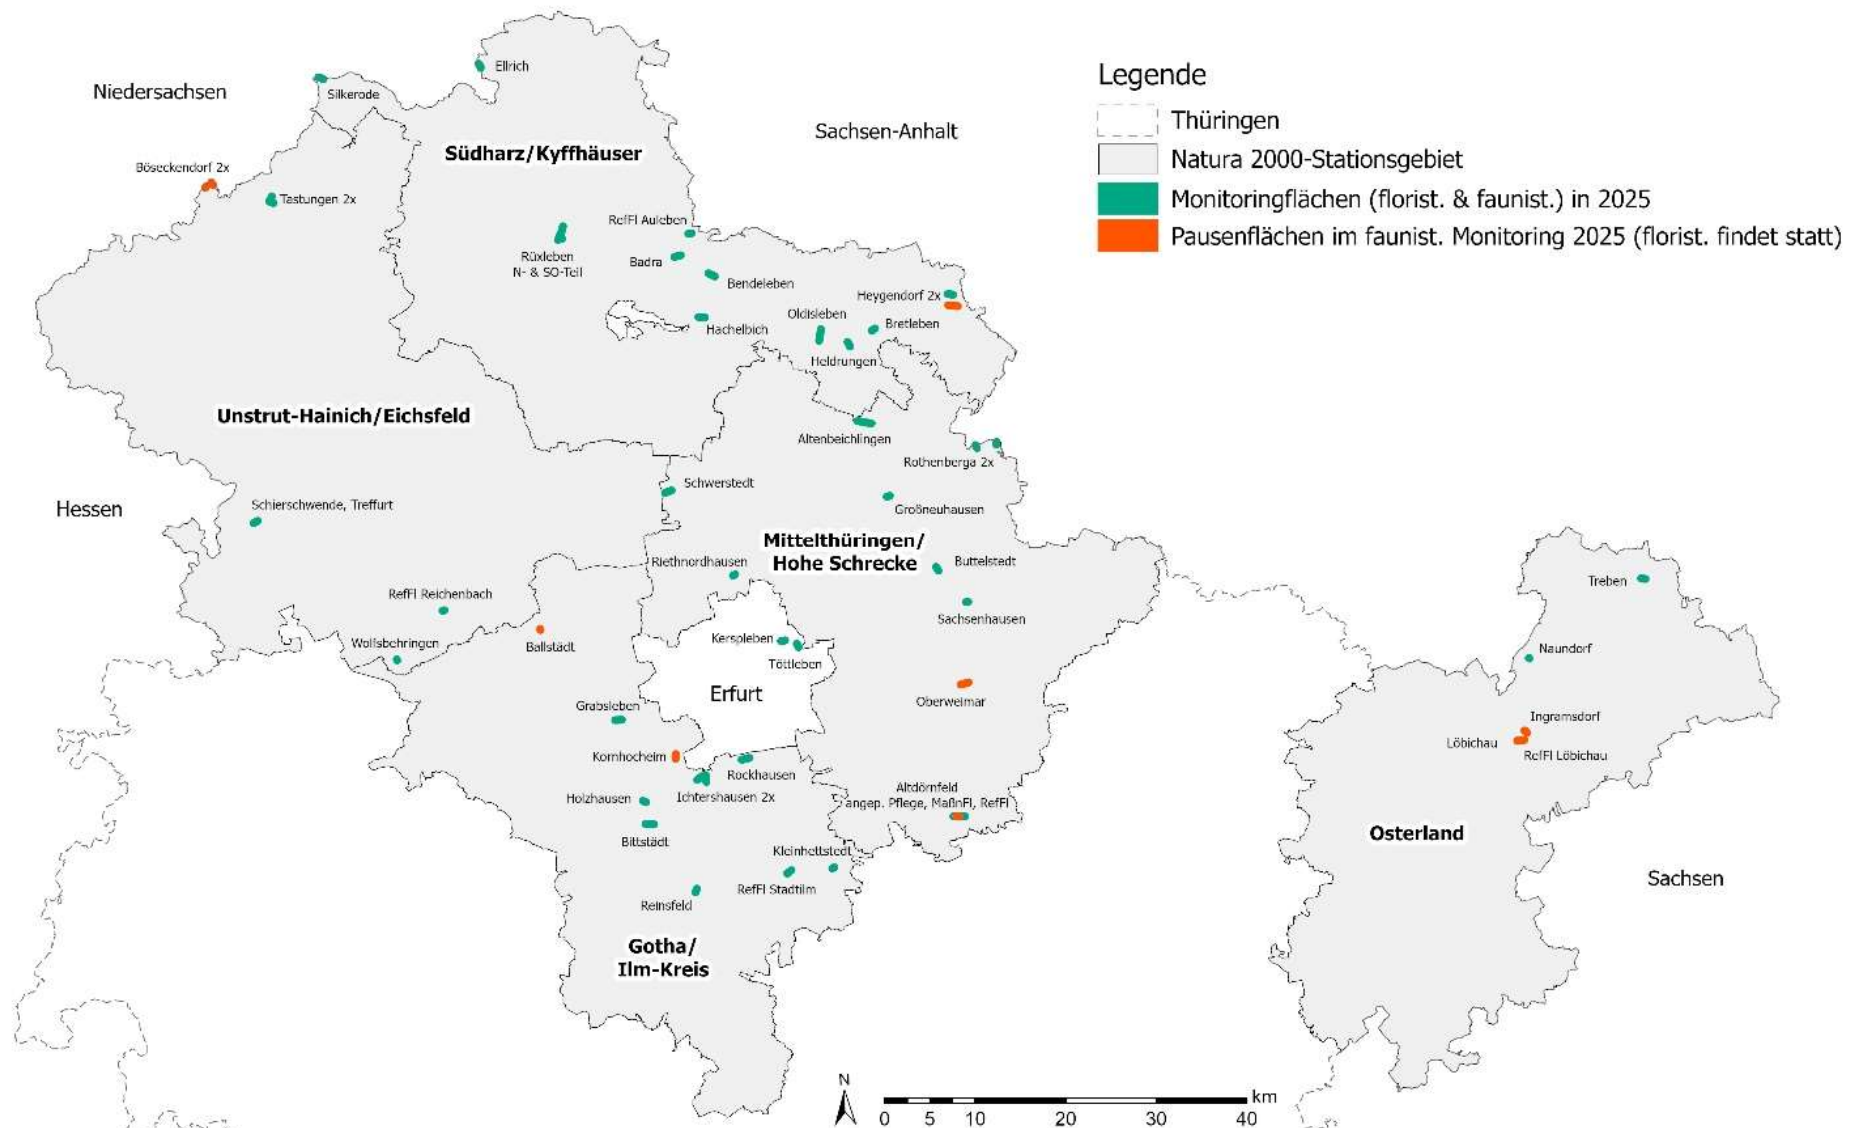 Legende
Thüringen
Natura 2000-Stationsgebiet
Monitoringflächen (florist. & faunist.) in 2025
Pausenflächen im faunist. Monitoring 2025 (florist. findet statt)
Niedersachsen
Sachsen-Anhalt
Hessen
Sachsen
Ellrich
Silkerode
Südharz/Kyffhäuser
Böseckendorf 2x
Tastungen 2x
RefFl Auleben
Rüxleben
N- & SO-Teil
Badra
Bendeleben
Heygendorf 2x
Hachelbich
Oldisleben
Bretleben
Heldrungen
Unstrut-Hainich/Eichsfeld
Altenbeichlingen
Rothenberga 2x
Schwerstedt
Großneuhausen
Schierschwende, Treffurt
Mittelthüringen/
Hohe Schrecke
Riethnordhausen
Buttelstedt
Treben
RefFl Reichenbach
Sachsenhausen
Wolfsbehringen
Ballstädt
Kerspleben
Töttleben
Naundorf
Erfurt
Oberweimar
Grabsleben
Ingramsdorf
Löbichau
RefFl Löbichau
Kornhocheim
Rockhausen
Ichtershausen 2x
Holzhausen
Altdörnfeld
angep. Pflege, MaßnFl, RefFl
Bittstädt
Osterland
Kleinhettstedt
RefFl Stadtilm
Reinsfeld
Gotha/
Ilm-Kreis
N
km
0 5 10 20 30 40